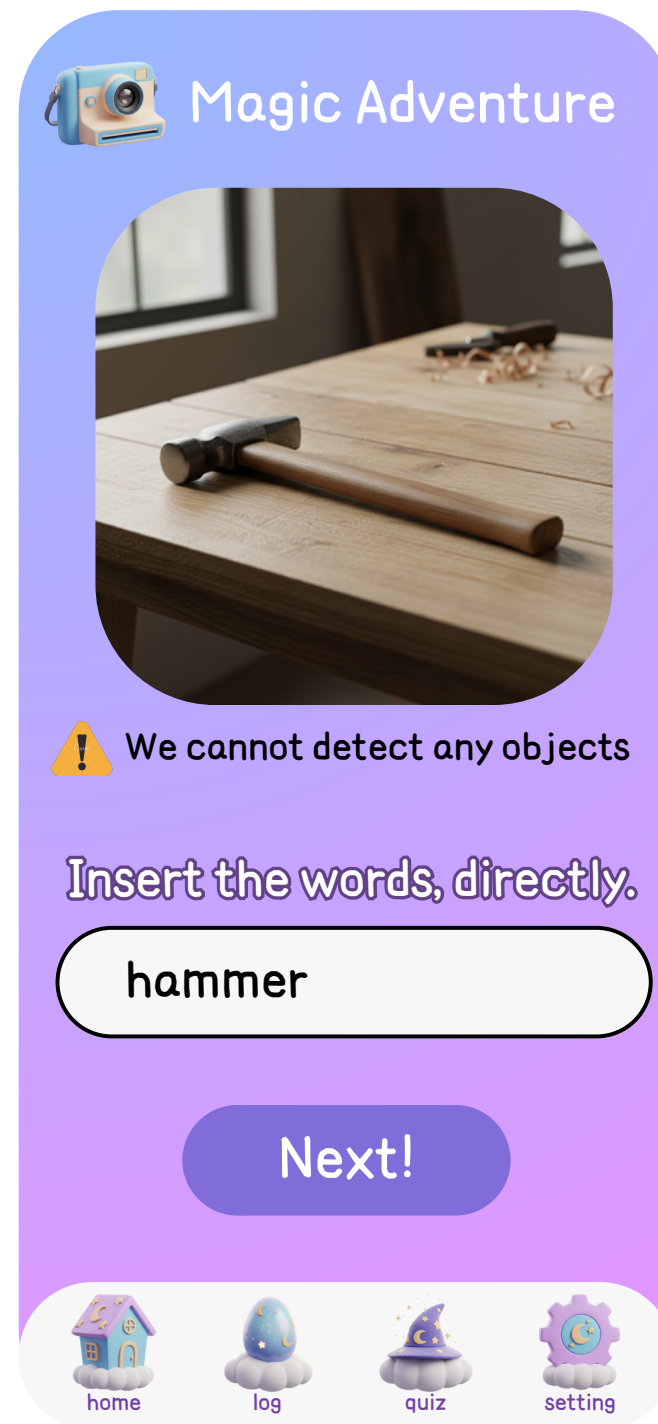 Magic Adventure
We cannot detect any objects
Insert the words, directly.
hammer
Next!
home log quiz setting